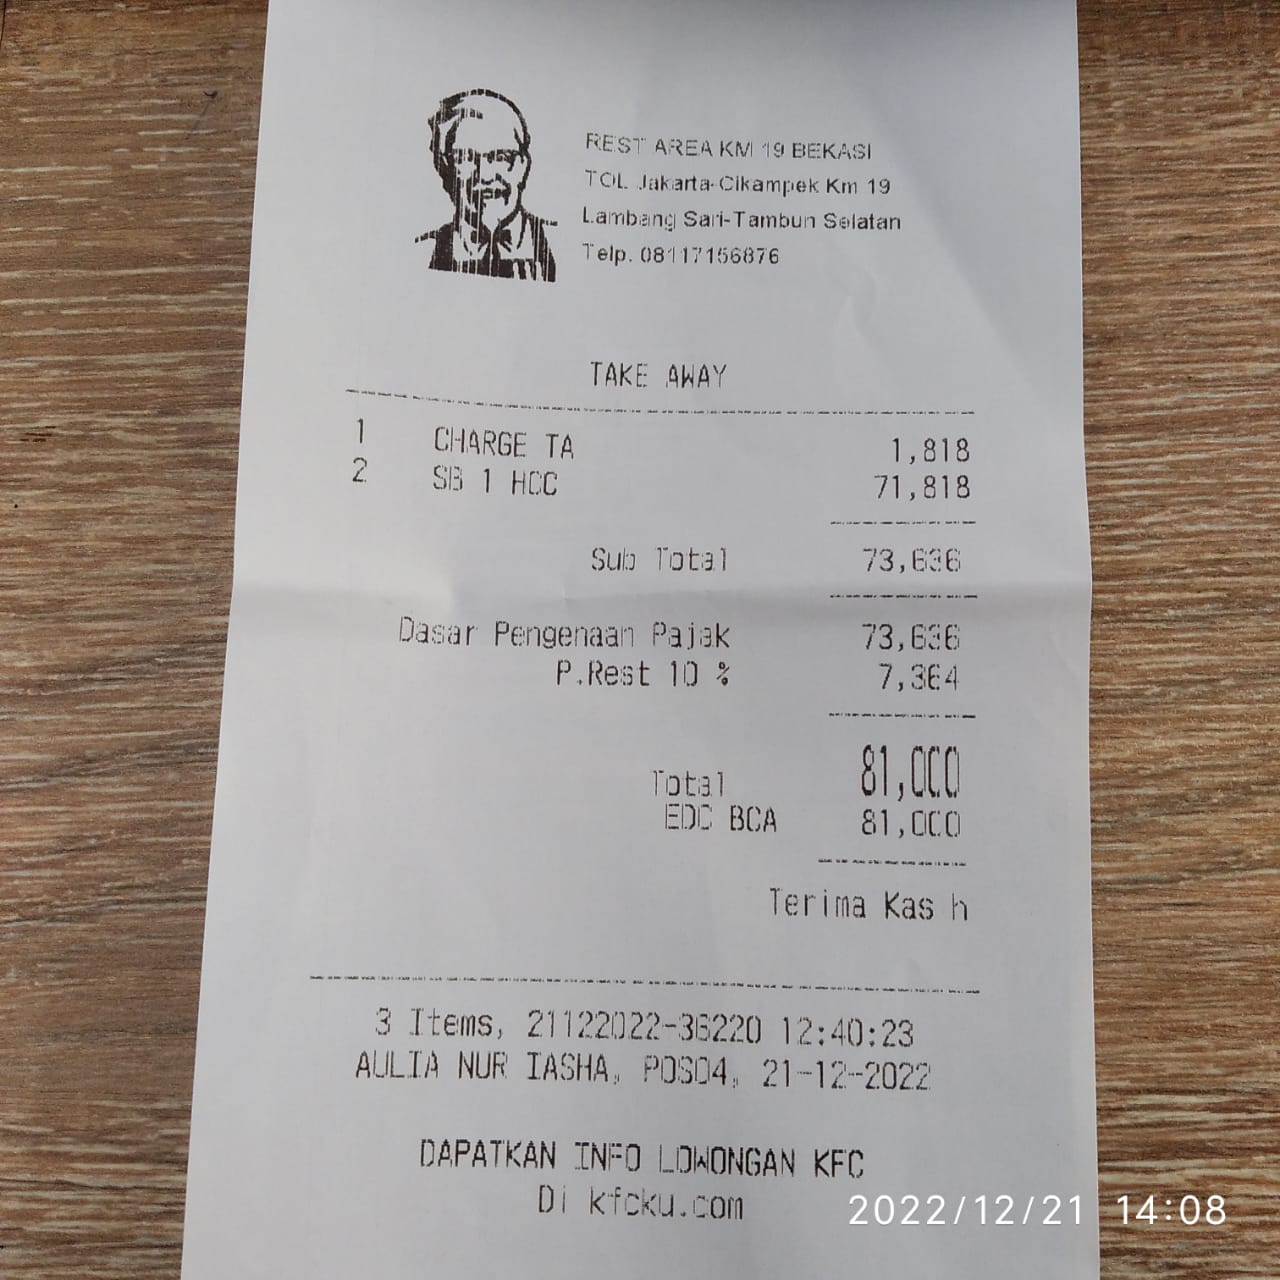 REST AREA KM 19 BEKASI
TOL Jakarta-Cikampek Km 19
Lambang Sari-Tambun Selatan
Telp. 08117156876
TAKE AWAY
1 CHARGE TA 1,818
2 SB 1 HCC 71,818
Sub Total 73,636
Dasar Pengenaan Pajak 73,636
P.Rest 10 % 7,364
Total 81,000
EDC BCA 81,000
Terima Kasih
3 Items, 21122022-36220 12:40:23
AULIA NUR IASHA, POS04, 21-12-2022
DAPATKAN INFO LOWONGAN KFC
Di kfcku.com
2022/12/21 14:08